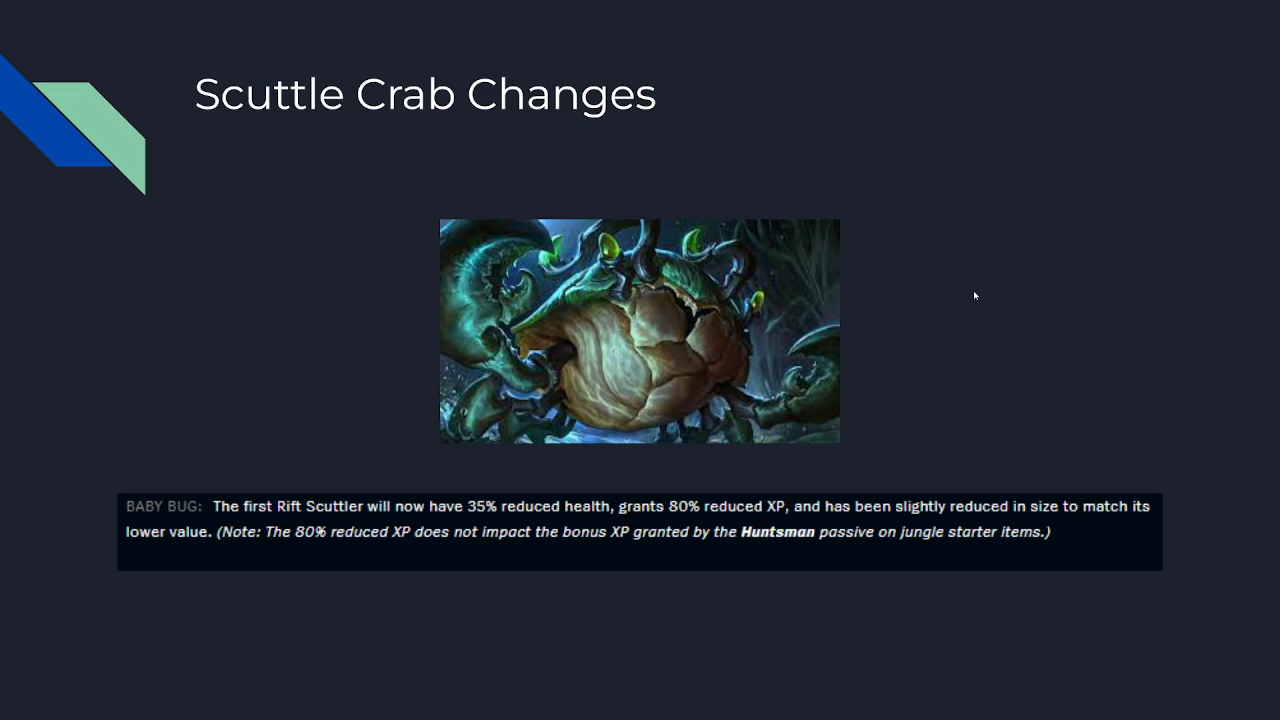 Scuttle Crab Changes
BABY BUG: The first Rift Scuttler will now have 35% reduced health, grants 80% reduced XP, and has been slightly reduced in size to match its
lower value. (Note: The 80% reduced XP does not impact the bonus XP granted by the Huntsman passive on jungle starter items.)